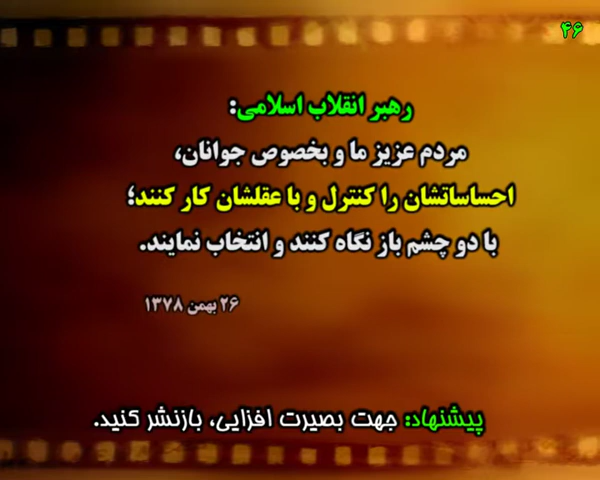 ۴۶
رهبر انقلاب اسلامی:
مردم عزیز ما و بخصوص جوانان،
احساساتشان را کنترل و با عقلشان کار کنند؛
با دو چشم باز نگاه کنند و انتخاب نمایند.
۲۶ بهمن ۱۳۷۸
پیشنهاد: جهت بصیرت افزایی، بازنشر کنید.